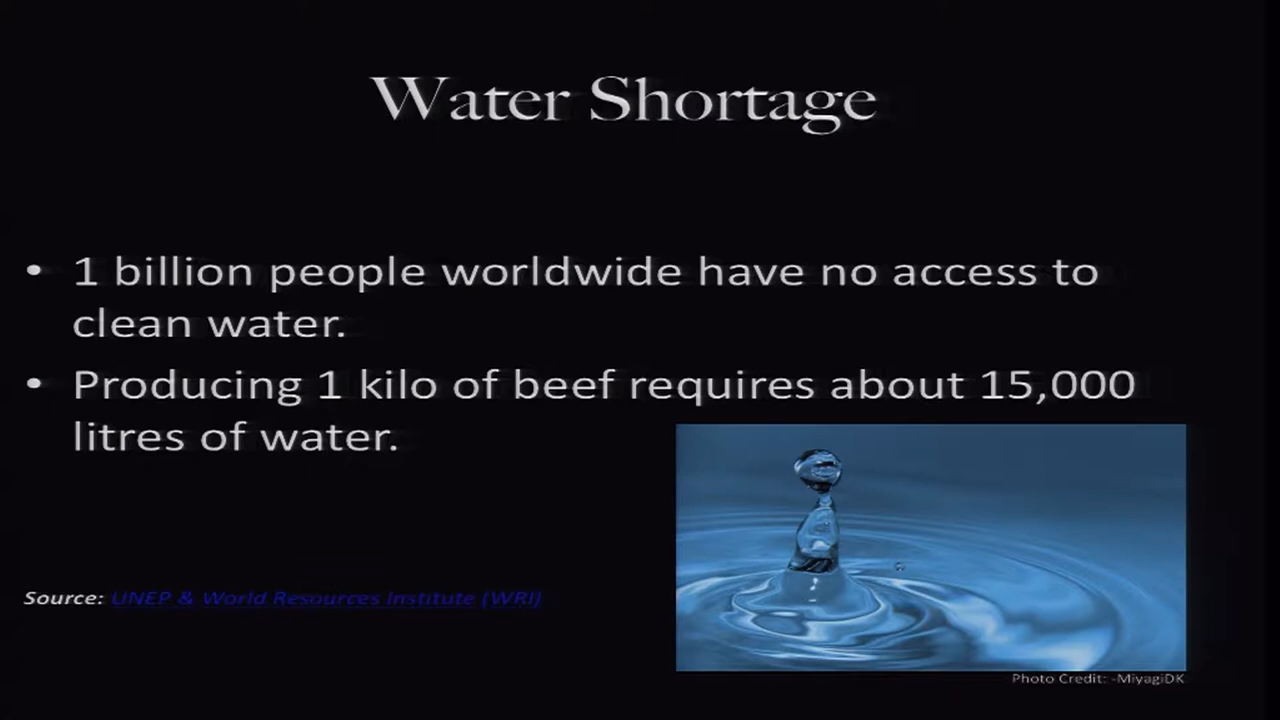 Water Shortage
• 1 billion people worldwide have no access to
clean water.
• Producing 1 kilo of beef requires about 15,000
litres of water.
Source: UNEP & World Resources Institute (WRI)
Photo Credit: -MiyagiDK